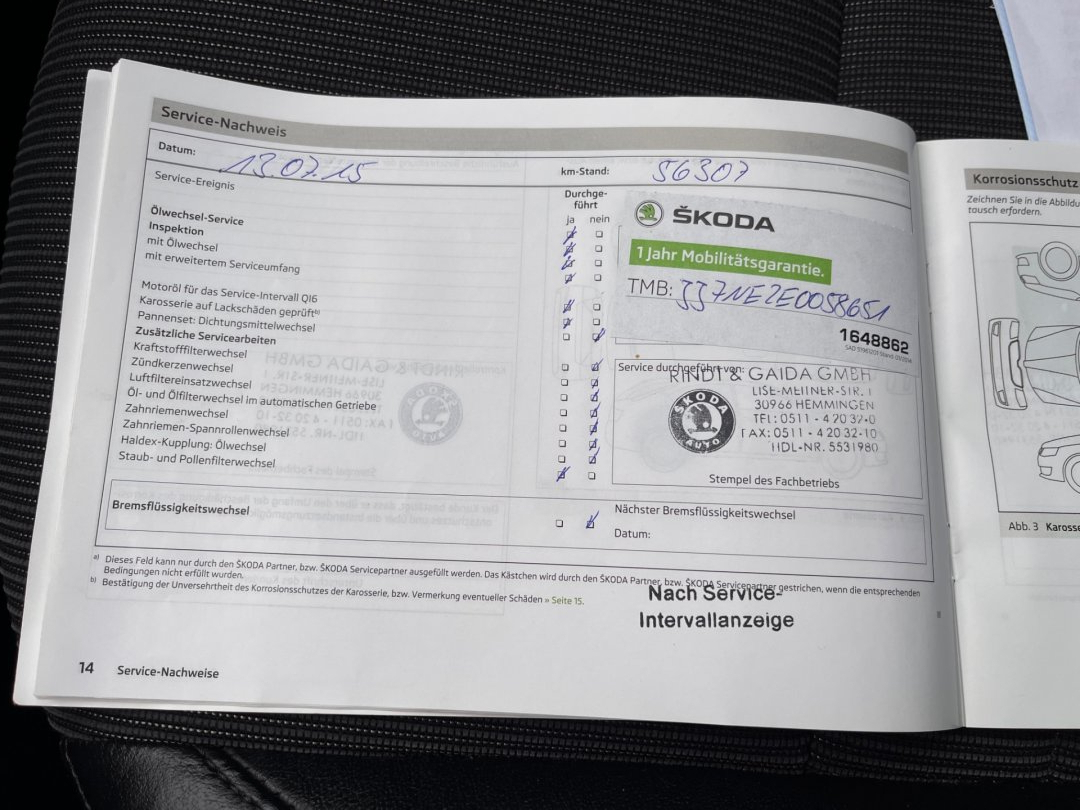 Service-Nachweis
Datum: 13.07.15 km-Stand: 56307
Service-Ereignis
Durchge-
führt
ja nein
Ölwechsel-Service
Inspektion
mit Ölwechsel
mit erweitertem Serviceumfang
Motoröl für das Service-Intervall QI6
Karosserie auf Lackschäden geprüft b)
Pannenset: Dichtungsmittelwechsel
Zusätzliche Servicearbeiten
Kraftstofffilterwechsel
Zündkerzenwechsel
Luftfiltereinsatzwechsel
Öl- und Ölfilterwechsel im automatischen Getriebe
Zahnriemenwechsel
Zahnriemen-Spannrollenwechsel
Haldex-Kupplung: Ölwechsel
Staub- und Pollenfilterwechsel
ŠKODA
1 Jahr Mobilitätsgarantie.
TMB: JJ7NE2E0058651
1648862
Service durchgeführt von:
RINDT & GAIDA GMBH
LISE-MEITNER-STR. 1
30966 HEMMINGEN
TEL: 0511 - 4 20 32-0
FAX: 0511 - 4 20 32-10
HDL-NR. 5531980
SKODA
AUTO
Stempel des Fachbetriebs
Bremsflüssigkeitswechsel
Nächster Bremsflüssigkeitswechsel
Datum:
a) Dieses Feld kann nur durch den ŠKODA Partner, bzw. ŠKODA Servicepartner ausgefüllt werden. Das Kästchen wird durch den ŠKODA Partner, bzw. ŠKODA Servicepartner gestrichen, wenn die entsprechenden
Bedingungen nicht erfüllt wurden.
b) Bestätigung der Unversehrtheit des Korrosionsschutzes der Karosserie, bzw. Vermerkung eventueller Schäden » Seite 15.
Nach Service-
Intervallanzeige
14 Service-Nachweise
Korrosionsschutz
Zeichnen Sie in die Abbildu
tausch erfordern.
Abb. 3 Karosse